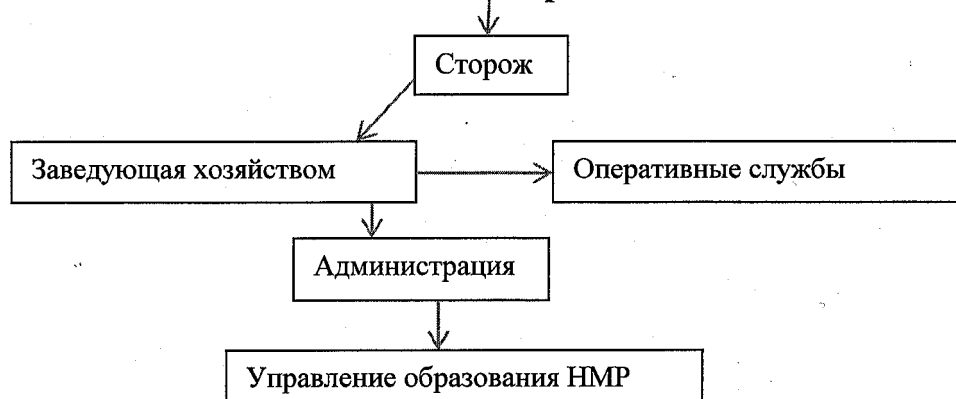 Сторож
Заведующая хозяйством
Оперативные службы
Администрация
Управление образования НМР